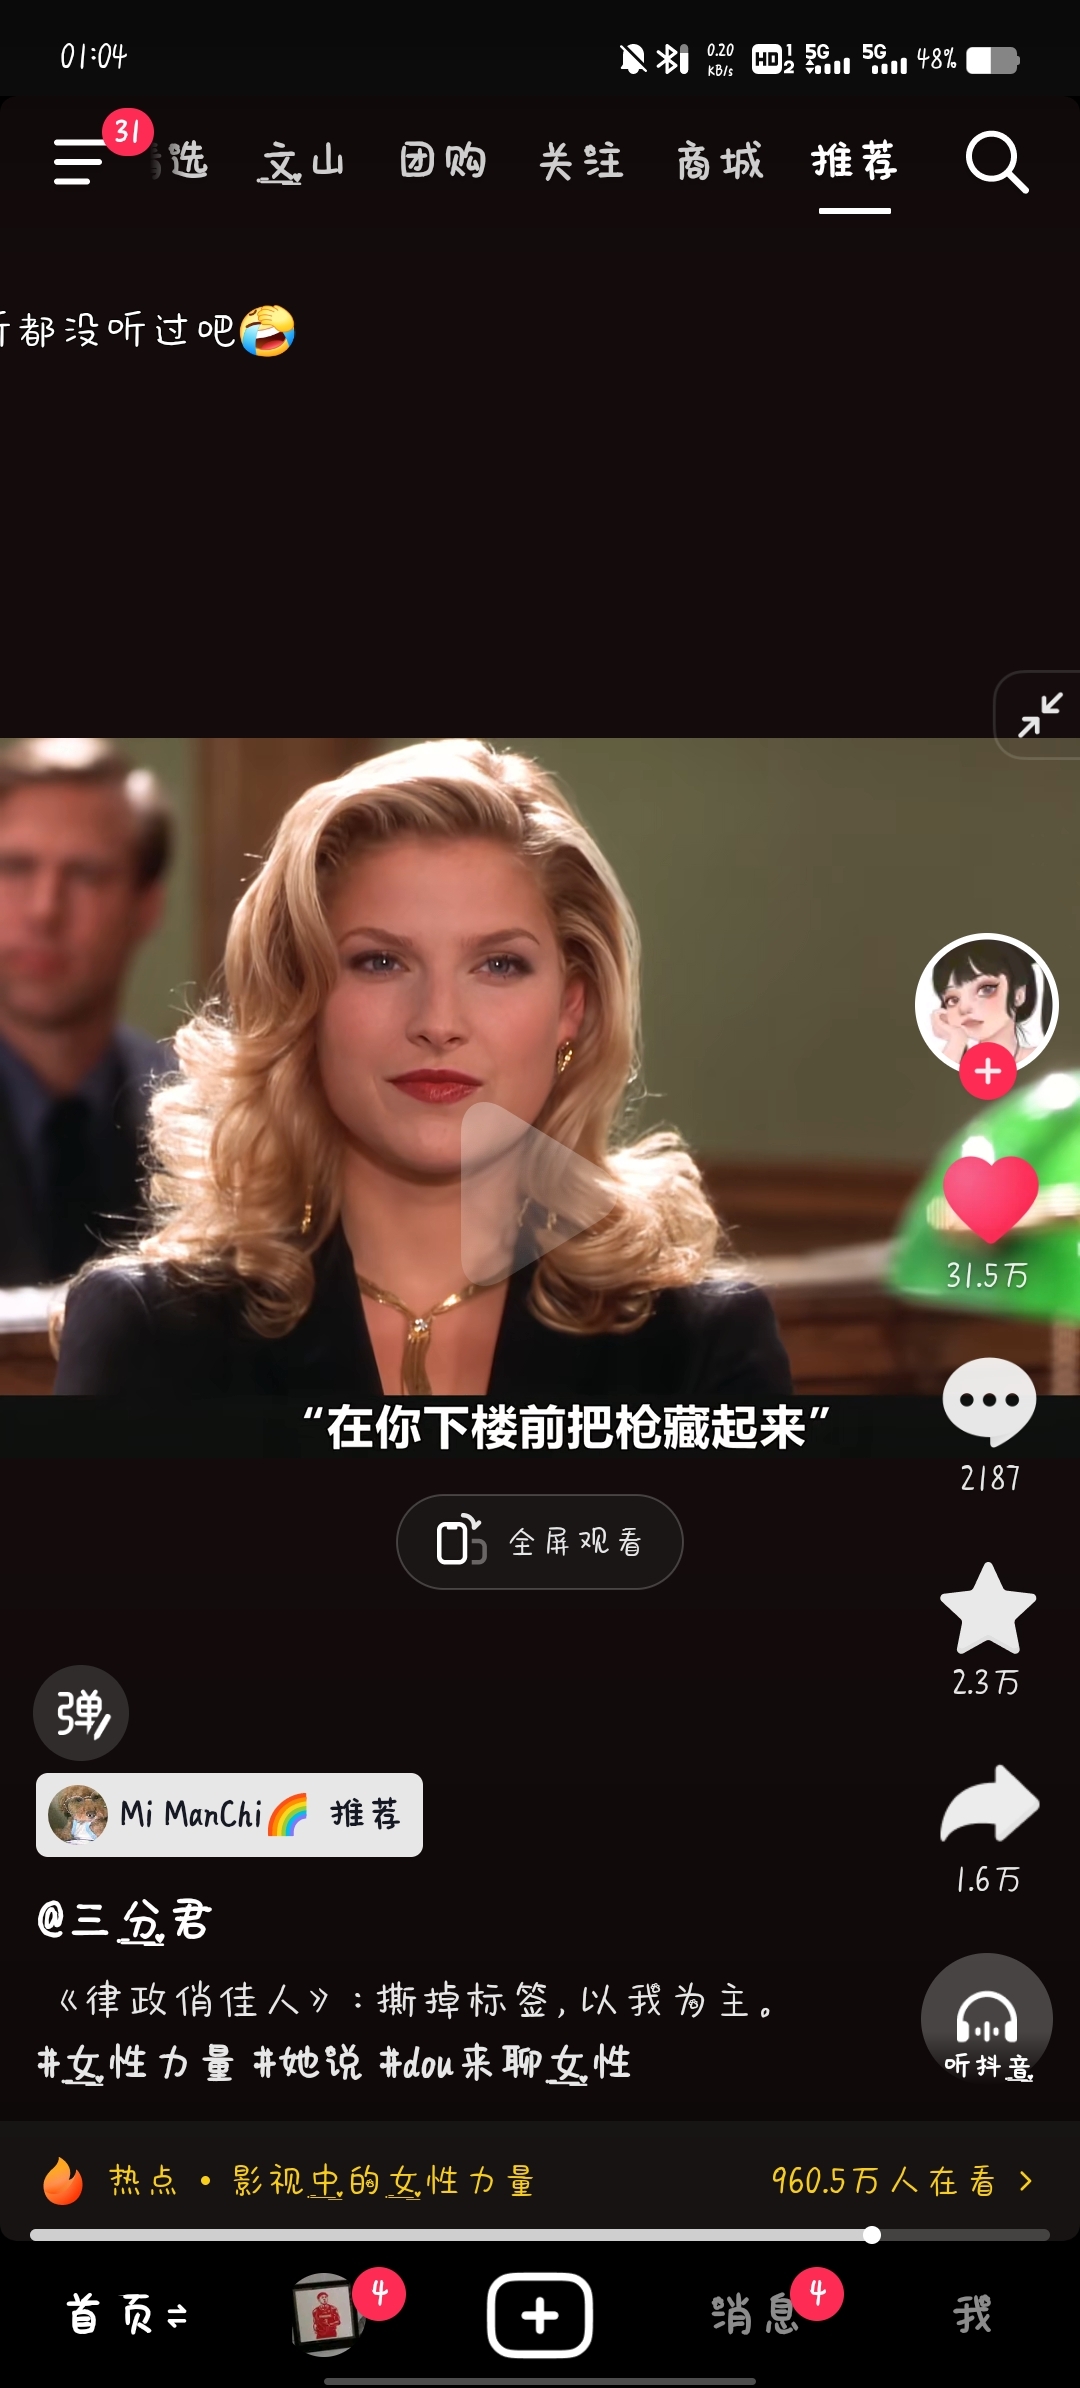 01:04
0.20 KB/s HD 1 2 5G 5G 48%
31
精选 文山 团购 关注 商城 推荐
都没听过吧🤣
31.5万
“在你下楼前把枪藏起来”
2187
全屏观看
2.3万
弹
Mi ManChi🌈 推荐
1.6万
@三分君
《律政俏佳人》:撕掉标签,以我为主。
听抖音
#女性力量 #她说 #dou来聊女性
热点 • 影视中的女性力量 960.5万人在看 >
首页 4 消息 4 我